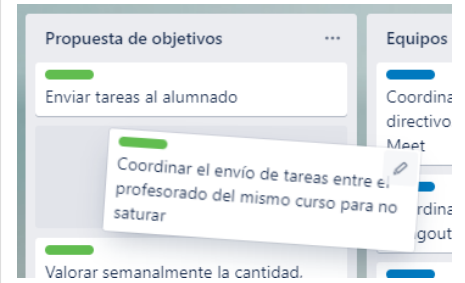 Propuesta de objetivos
Enviar tareas al alumnado
Coordinar el envío de tareas entre el
profesorado del mismo curso para no
saturar
Valorar semanalmente la cantidad,
Equipos
Coordina
directivo
Meet